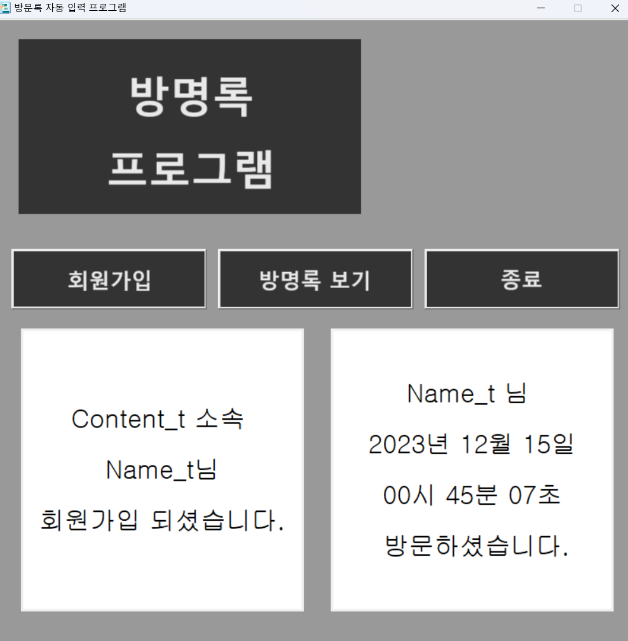 방문록 자동 입력 프로그램
방명록
프로그램
회원가입
방명록 보기
종료
Content_t 소속
Name_t님
회원가입 되셨습니다.
Name_t 님
2023년 12월 15일
00시 45분 07초
방문하셨습니다.